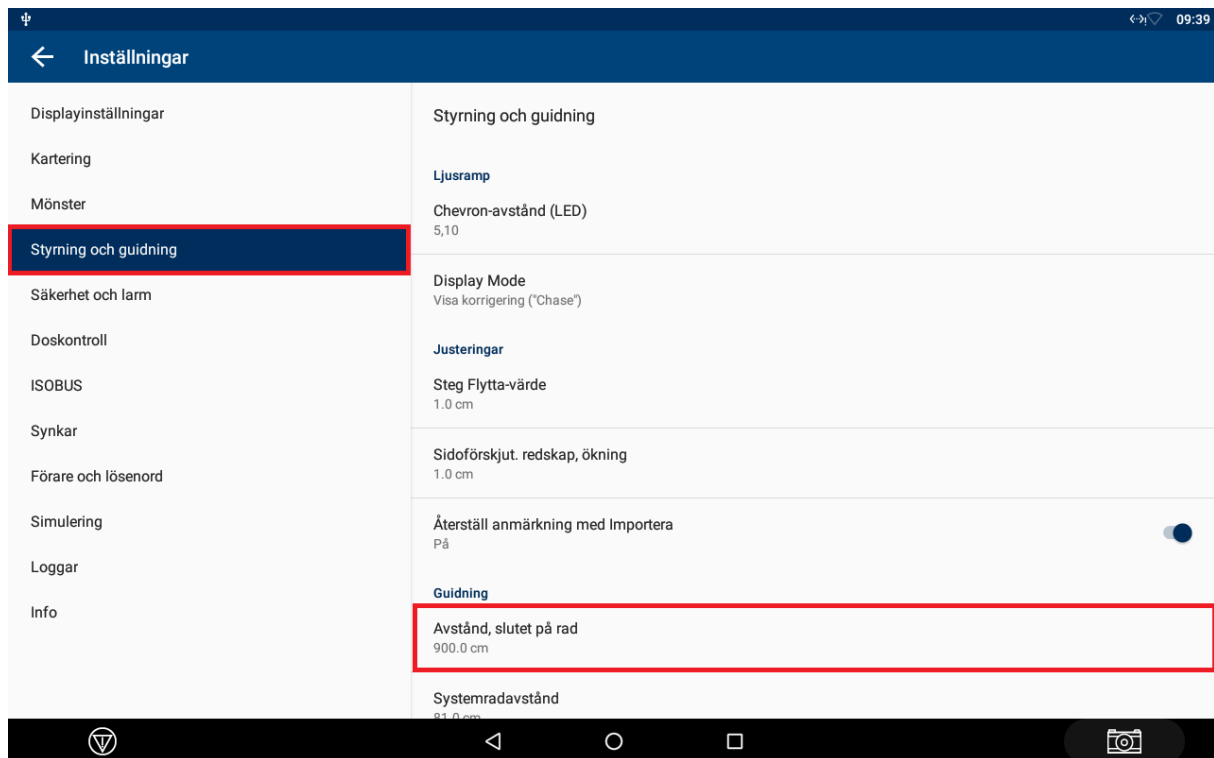 09:39
Inställningar
Displayinställningar
Kartering
Mönster
Styrning och guidning
Säkerhet och larm
Doskontroll
ISOBUS
Synkar
Förare och lösenord
Simulering
Loggar
Info
Styrning och guidning
Ljusramp
Chevron-avstånd (LED)
5,10
Display Mode
Visa korrigering ("Chase")
Justeringar
Steg Flytta-värde
1.0 cm
Sidoförskjut. redskap, ökning
1.0 cm
Återställ anmärkning med Importera
På
Guidning
Avstånd, slutet på rad
900.0 cm
Systemradavstånd
81.0 cm